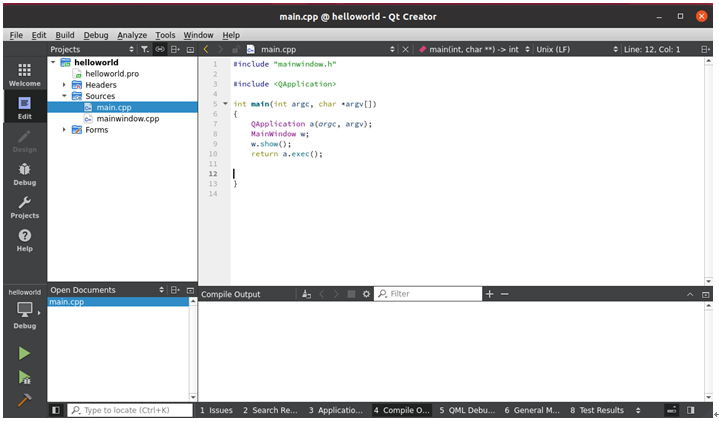 main.cpp @ helloworld - Qt Creator
File Edit Build Debug Analyze Tools Window Help
Projects
main.cpp
main(int, char **) -> int
Unix (LF)
Line: 12, Col: 1
Welcome
Edit
Design
Debug
Projects
Help
helloworld
Debug
helloworld
helloworld.pro
Headers
Sources
main.cpp
mainwindow.cpp
Forms
1 #include "mainwindow.h"
2
3 #include <QApplication>
4
5 int main(int argc, char *argv[])
6 {
7 QApplication a(argc, argv);
8 MainWindow w;
9 w.show();
10 return a.exec();
11
12
13 }
14
Open Documents
main.cpp
Compile Output
Filter
Type to locate (Ctrl+K)
1 Issues
2 Search Re...
3 Applicatio...
4 Compile O...
5 QML Debu...
6 General M...
8 Test Results